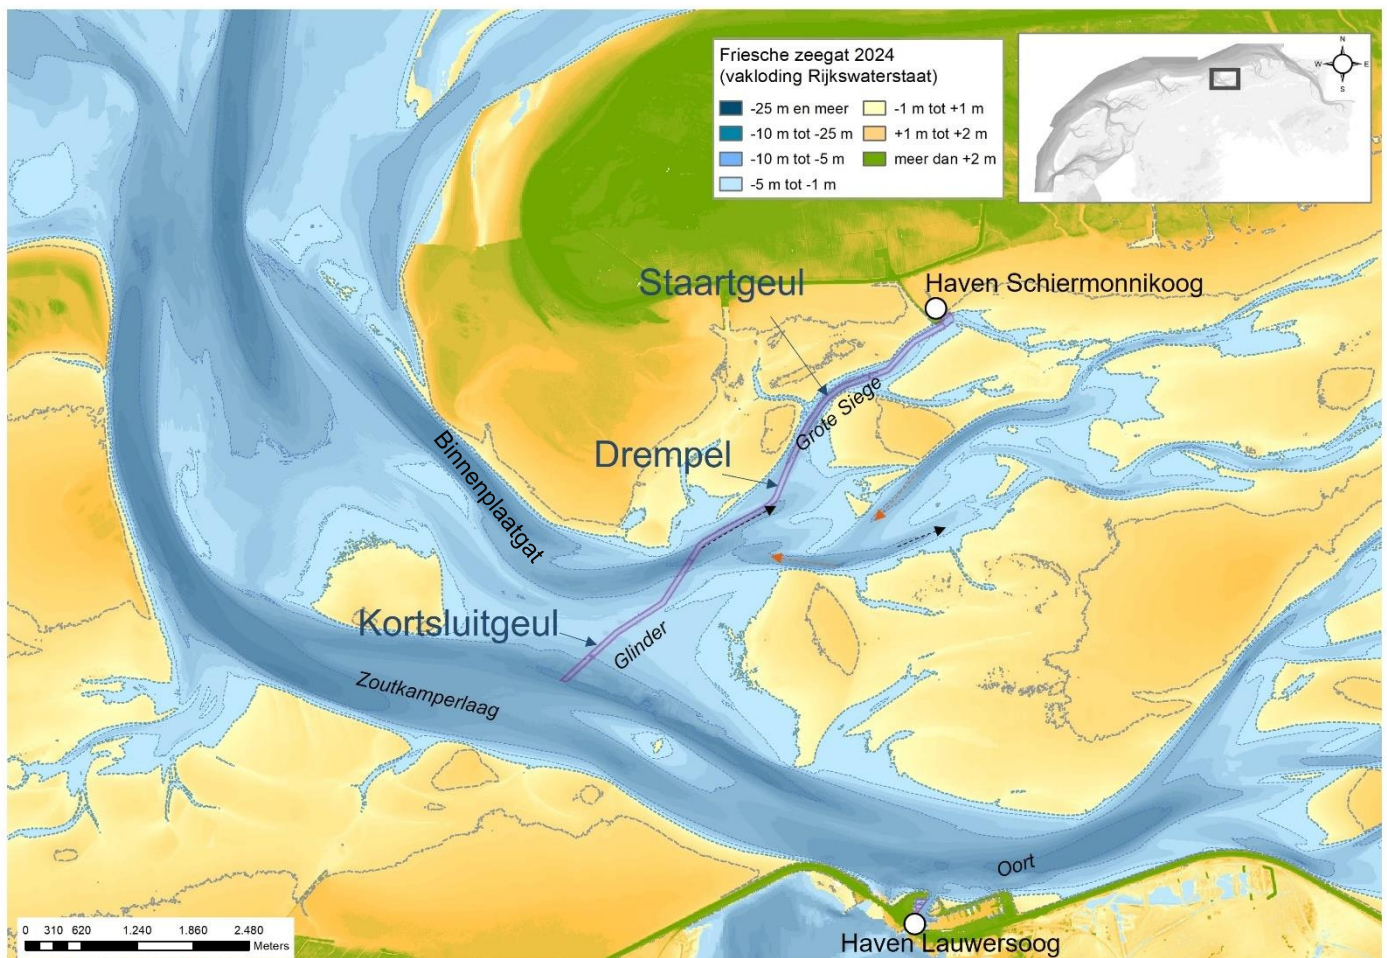 Friesche zeegat 2024
(vakloding Rijkswaterstaat)
-25 m en meer
-10 m tot -25 m
-10 m tot -5 m
-5 m tot -1 m
-1 m tot +1 m
+1 m tot +2 m
meer dan +2 m
N
W
E
S
Staartgeul
Haven Schiermonnikoog
Grote Siege
Drempel
Binnenplaatgat
Kortsluitgeul
Glinder
Zoutkamperlaag
Oort
Haven Lauwersoog
0 310 620 1.240 1.860 2.480
Meters